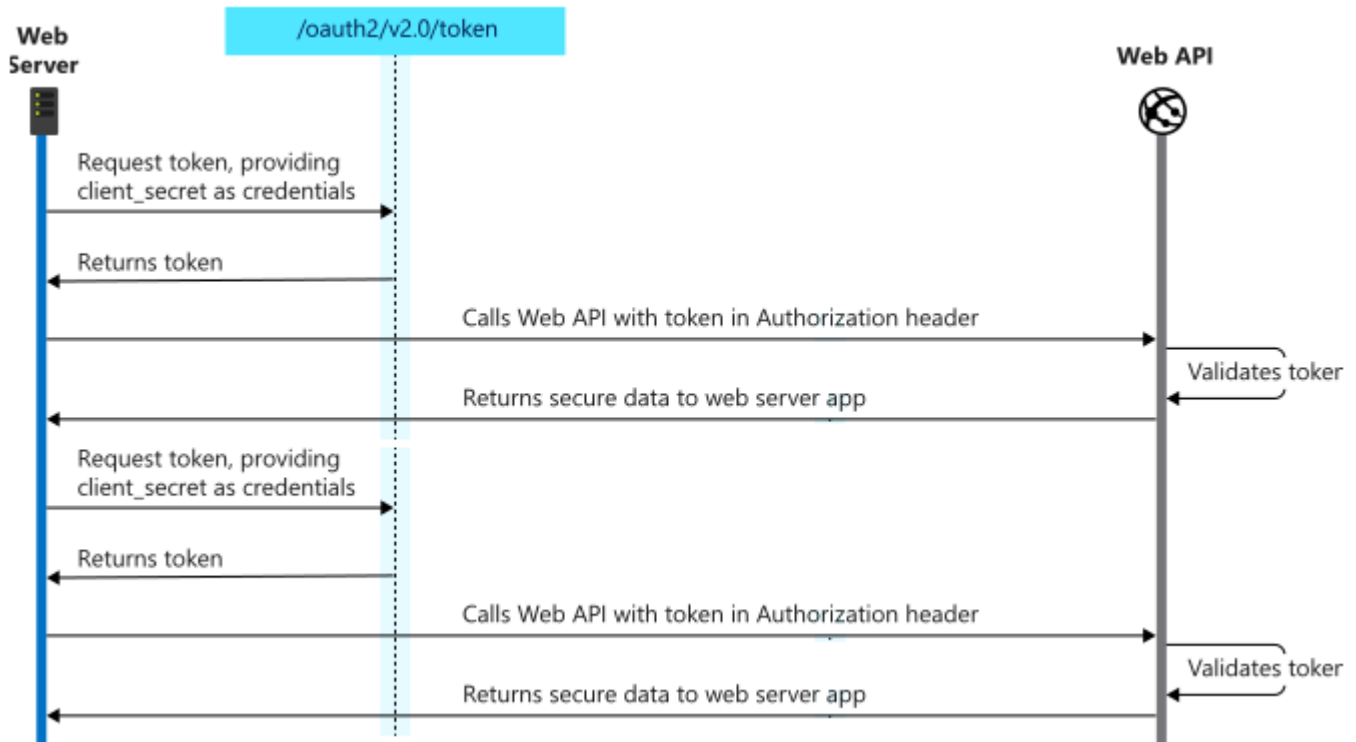 /oauth2/v2.0/token
Web
Server
Web API
Request token, providing
client_secret as credentials
Returns token
Calls Web API with token in Authorization header
Validates token
Returns secure data to web server app
Request token, providing
client_secret as credentials
Returns token
Calls Web API with token in Authorization header
Validates token
Returns secure data to web server app